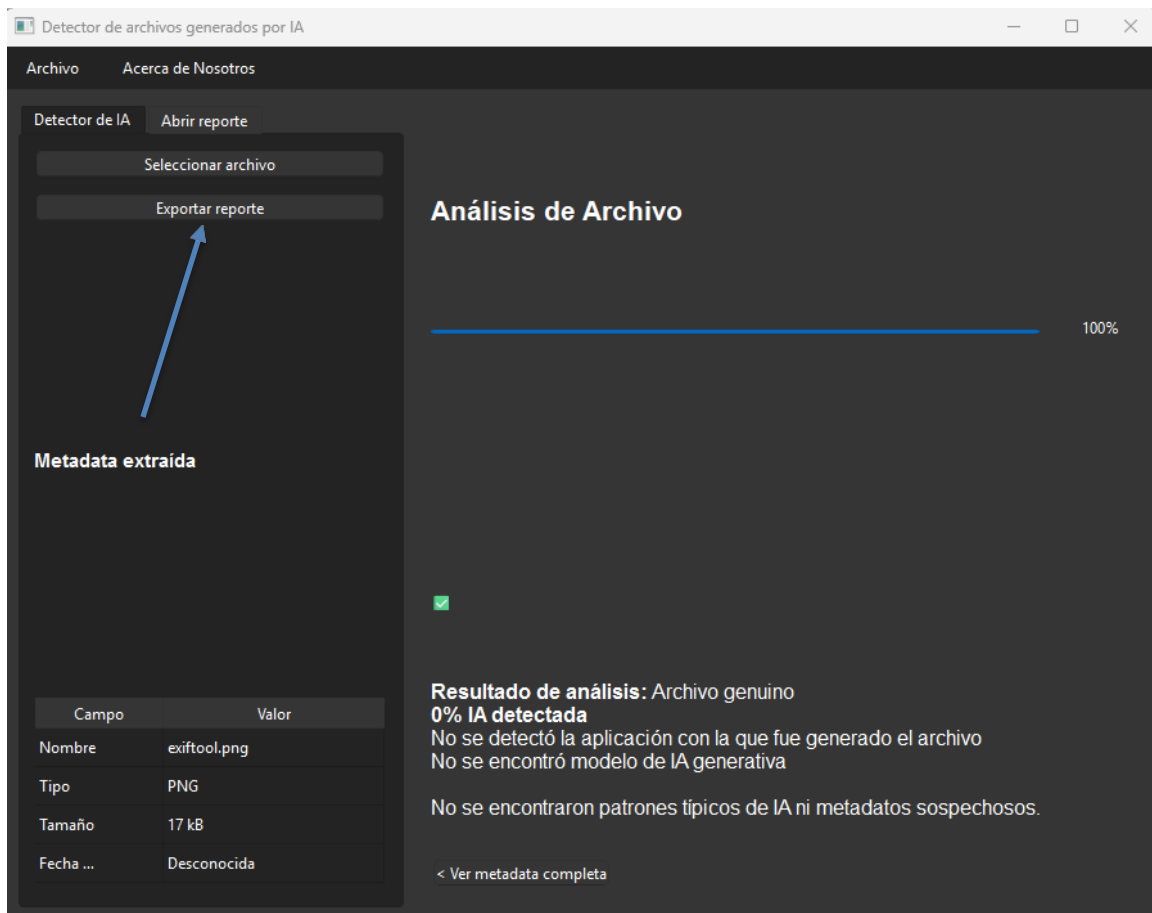 Detector de archivos generados por IA
Archivo Acerca de Nosotros
Detector de IA Abrir reporte
Seleccionar archivo
Exportar reporte
Metadata extraída
Campo Valor
Nombre exiftool.png
Tipo PNG
Tamaño 17 kB
Fecha ... Desconocida
Análisis de Archivo
100%
Resultado de análisis: Archivo genuino
0% IA detectada
No se detectó la aplicación con la que fue generado el archivo
No se encontró modelo de IA generativa
No se encontraron patrones típicos de IA ni metadatos sospechosos.
< Ver metadata completa